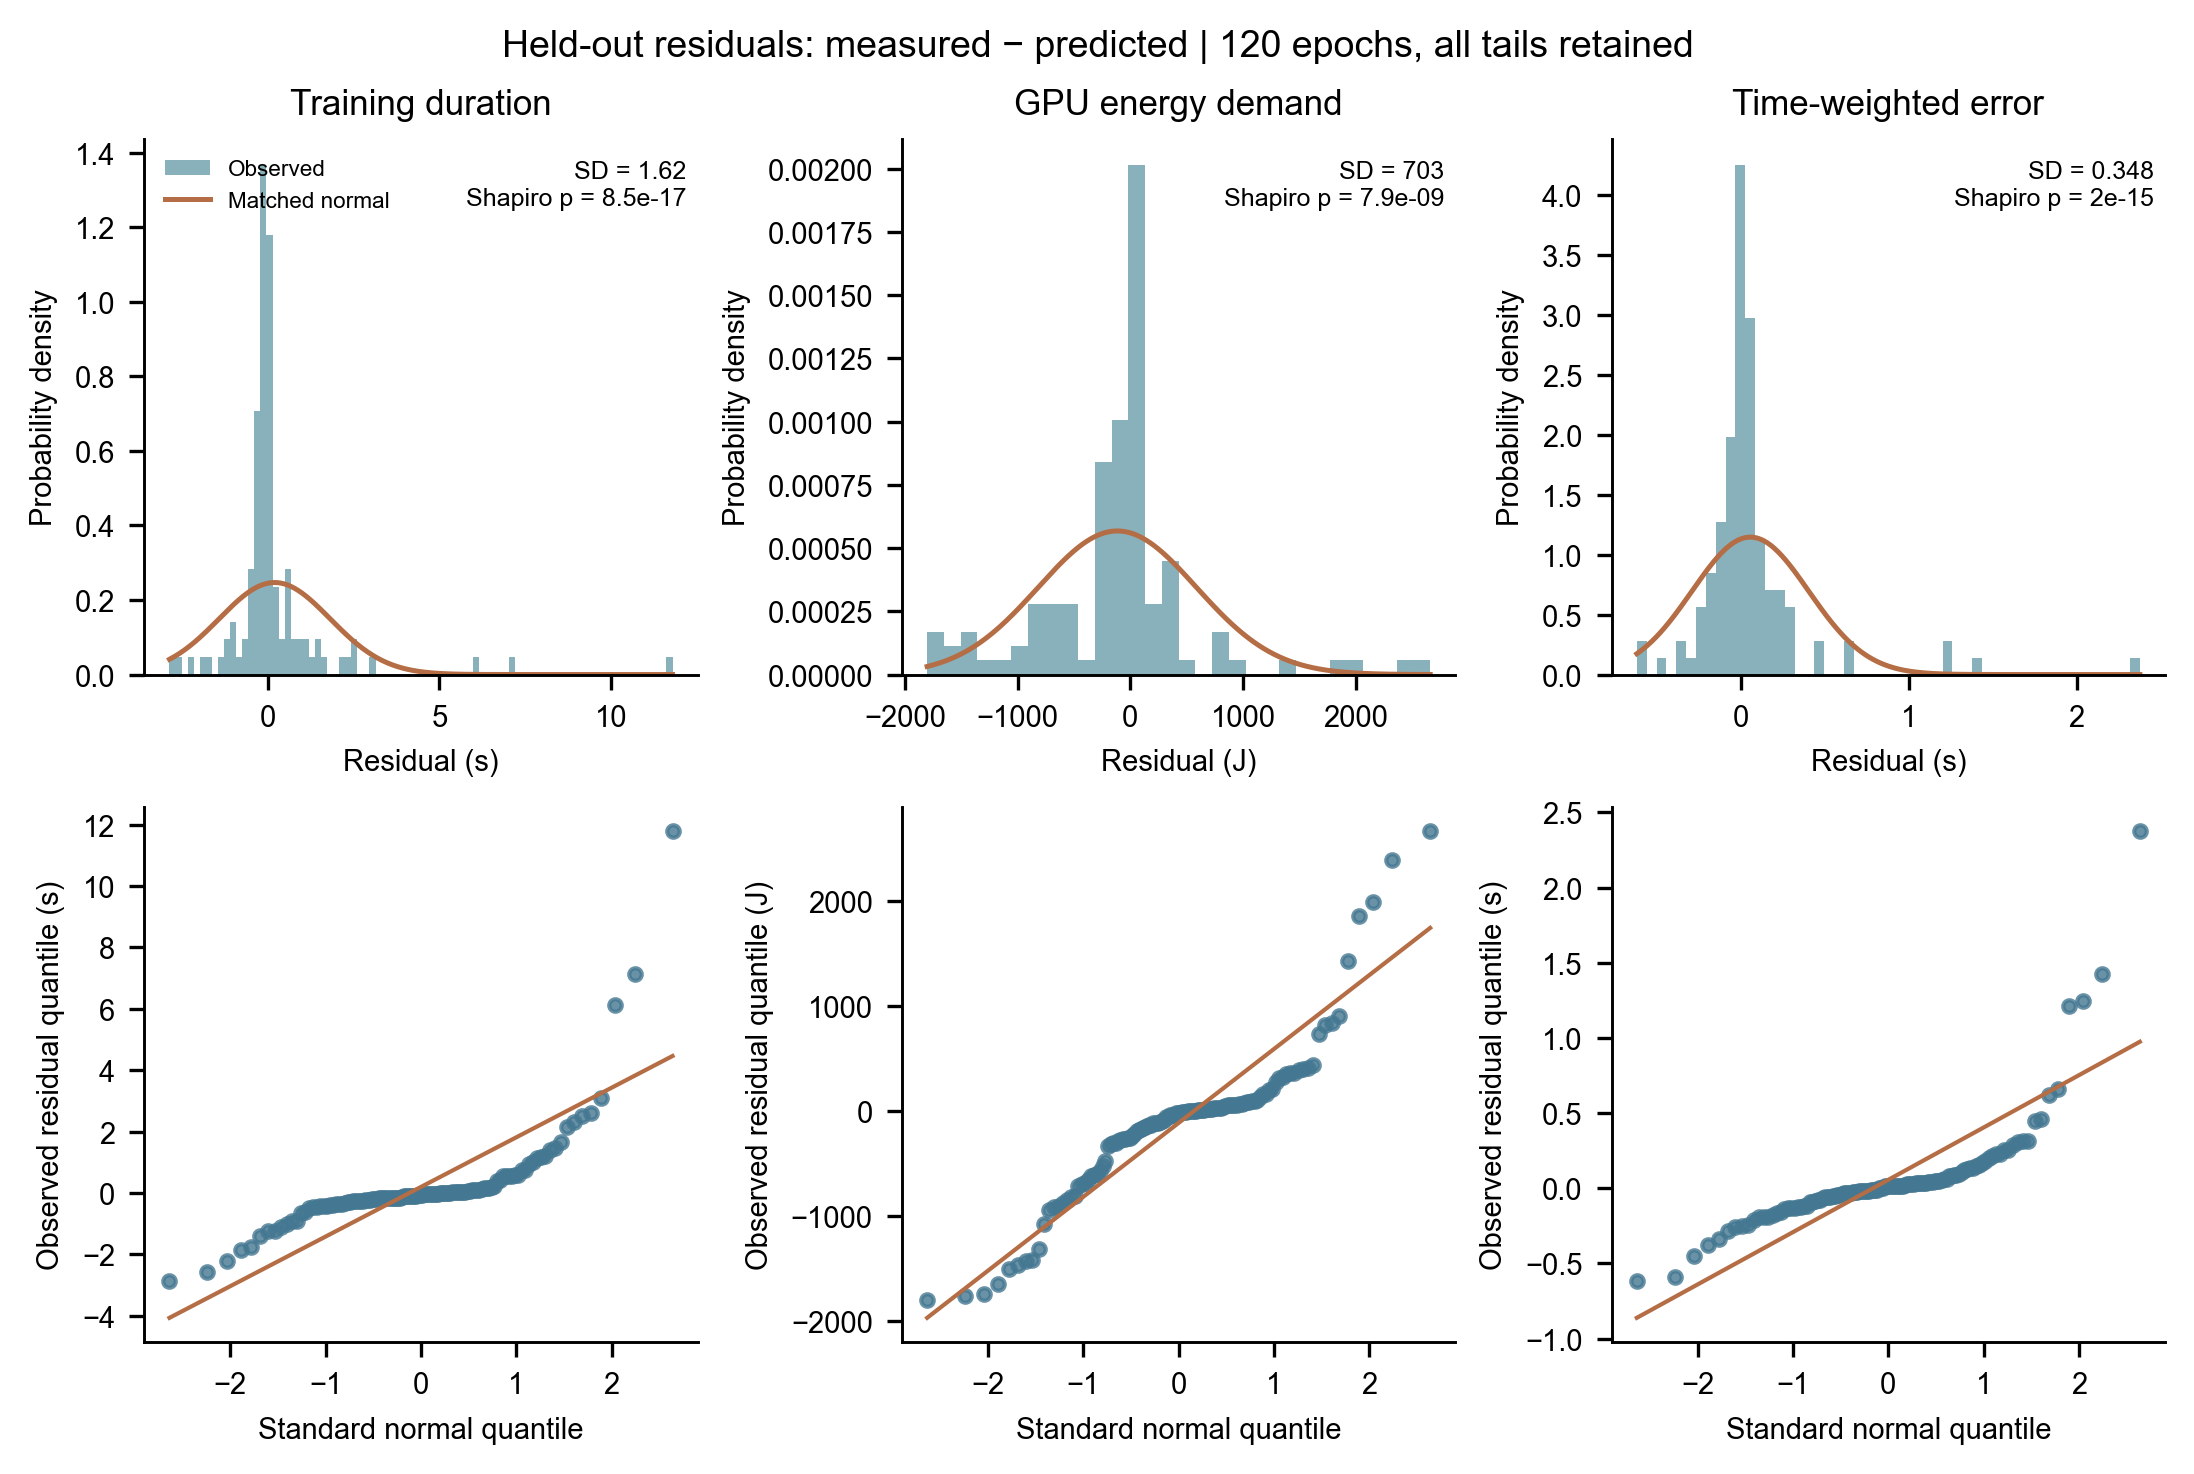 Held-out residuals: measured − predicted | 120 epochs, all tails retained
Training duration
Observed
Matched normal
SD = 1.62
Shapiro p = 8.5e-17
Probability density
1.4
1.2
1.0
0.8
0.6
0.4
0.2
0.0
0 5 10
Residual (s)
GPU energy demand
SD = 703
Shapiro p = 7.9e-09
Probability density
0.00200
0.00175
0.00150
0.00125
0.00100
0.00075
0.00050
0.00025
0.00000
−2000 −1000 0 1000 2000
Residual (J)
Time-weighted error
SD = 0.348
Shapiro p = 2e-15
Probability density
4.0
3.5
3.0
2.5
2.0
1.5
1.0
0.5
0.0
0 1 2
Residual (s)
Observed residual quantile (s)
12
10
8
6
4
2
0
−2
−4
−2 −1 0 1 2
Standard normal quantile
Observed residual quantile (J)
2000
1000
0
−1000
−2000
−2 −1 0 1 2
Standard normal quantile
Observed residual quantile (s)
2.5
2.0
1.5
1.0
0.5
0.0
−0.5
−1.0
−2 −1 0 1 2
Standard normal quantile